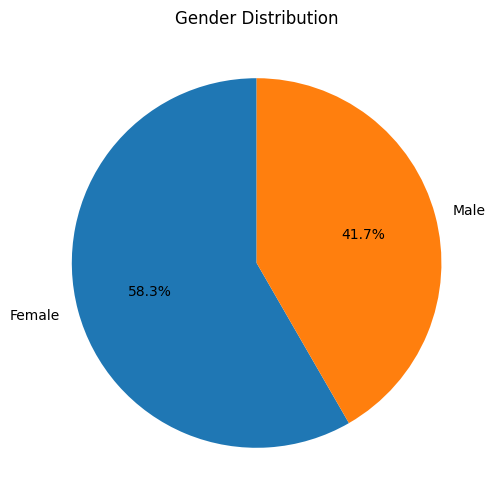 Gender Distribution
Male
41.7%
58.3%
Female